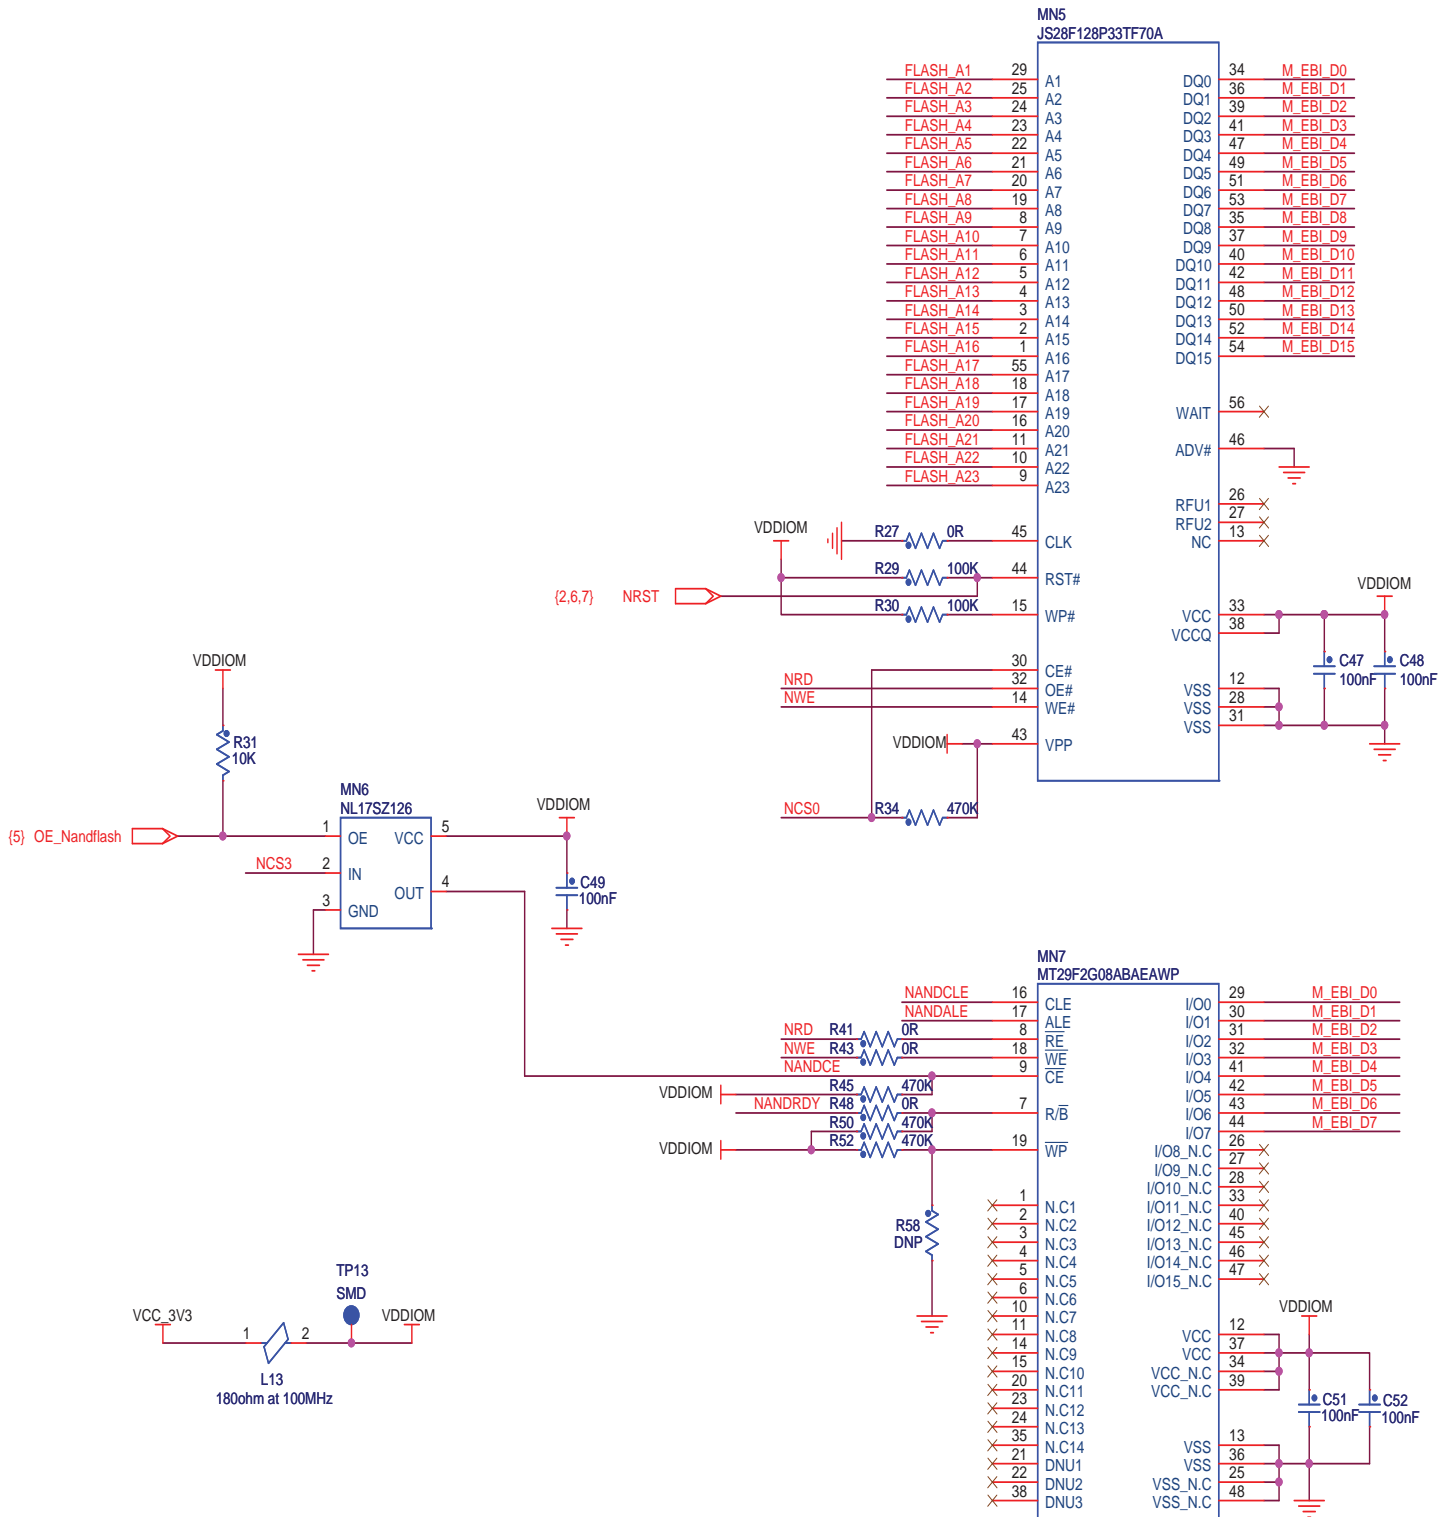 MN5
JS28F128P33TF70A
FLASH_A1 29 A1 DQ0 34 M_EBI_D0
FLASH_A2 25 A2 DQ1 36 M_EBI_D1
FLASH_A3 24 A3 DQ2 39 M_EBI_D2
FLASH_A4 23 A4 DQ3 41 M_EBI_D3
FLASH_A5 22 A5 DQ4 47 M_EBI_D4
FLASH_A6 21 A6 DQ5 49 M_EBI_D5
FLASH_A7 20 A7 DQ6 51 M_EBI_D6
FLASH_A8 19 A8 DQ7 53 M_EBI_D7
FLASH_A9 8 A9 DQ8 35 M_EBI_D8
FLASH_A10 7 A10 DQ9 37 M_EBI_D9
FLASH_A11 6 A11 DQ10 40 M_EBI_D10
FLASH_A12 5 A12 DQ11 42 M_EBI_D11
FLASH_A13 4 A13 DQ12 48 M_EBI_D12
FLASH_A14 3 A14 DQ13 50 M_EBI_D13
FLASH_A15 2 A15 DQ14 52 M_EBI_D14
FLASH_A16 1 A16 DQ15 54 M_EBI_D15
FLASH_A17 55 A17
FLASH_A18 18 A18
FLASH_A19 17 A19 WAIT 56
FLASH_A20 16 A20
FLASH_A21 11 A21 ADV# 46
FLASH_A22 10 A22
FLASH_A23 9 A23
RFU1 26
RFU2 27
VDDIOM
R27 0R 45 CLK NC 13
R29 100K 44 RST#
{2,6,7} NRST
R30 100K 15 WP#
VDDIOM
VCC 33
VCCQ 38
30 CE#
NRD 32 OE#
NWE 14 WE#
C47 100nF
C48 100nF
VSS 12
VSS 28
VSS 31
VDDIOM 43 VPP
NCS0 R34 470K
VDDIOM
R31
10K
MN6
NL17SZ126
VDDIOM
{5} OE_Nandflash 1 OE VCC 5
NCS3 2 IN
OUT 4
3 GND
C49
100nF
MN7
MT29F2G08ABAEAWP
NANDCLE 16 CLE I/O0 29 M_EBI_D0
NANDALE 17 ALE I/O1 30 M_EBI_D1
NRD R41 0R 8 RE I/O2 31 M_EBI_D2
NWE R43 0R 18 WE I/O3 32 M_EBI_D3
NANDCE 9 CE I/O4 41 M_EBI_D4
VDDIOM R45 470K I/O5 42 M_EBI_D5
NANDRDY R48 0R 7 R/B I/O6 43 M_EBI_D6
R50 470K I/O7 44 M_EBI_D7
VDDIOM R52 470K 19 WP I/O8_N.C 26
I/O9_N.C 27
I/O10_N.C 28
1 N.C1 I/O11_N.C 33
2 N.C2 I/O12_N.C 40
3 N.C3 I/O13_N.C 45
4 N.C4 I/O14_N.C 46
5 N.C5 I/O15_N.C 47
6 N.C6
10 N.C7
11 N.C8 VCC 12
14 N.C9 VCC 37
15 N.C10 VCC_N.C 34
20 N.C11 VCC_N.C 39
23 N.C12
24 N.C13
35 N.C14 VSS 13
21 DNU1 VSS 36
22 DNU2 VSS_N.C 25
38 DNU3 VSS_N.C 48
R58
DNP
VDDIOM
C51
100nF
C52
100nF
TP13
SMD
VCC_3V3 1 2 VDDIOM
L13
180ohm at 100MHz